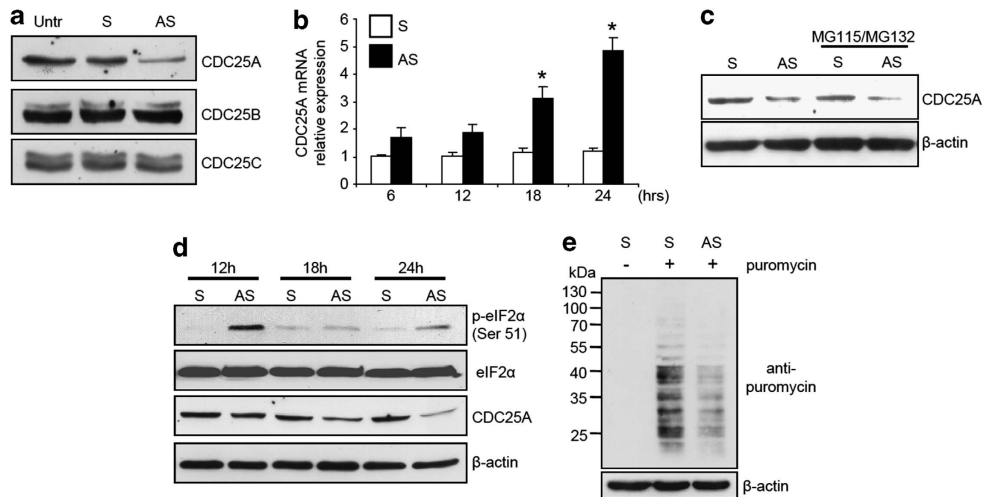 a
Untr S AS
CDC25A
CDC25B
CDC25C
b
CDC25A mRNA
relative expression
6
5
4
3
2
1
0
S
AS
*
*
6 12 18 24 (hrs)
c
MG115/MG132
S AS S AS
CDC25A
β-actin
d
12h 18h 24h
S AS S AS S AS
p-eIF2α
(Ser 51)
eIF2α
CDC25A
β-actin
e
S S AS
- + + puromycin
kDa
130
100
70
55
40
35
25
anti-
puromycin
β-actin